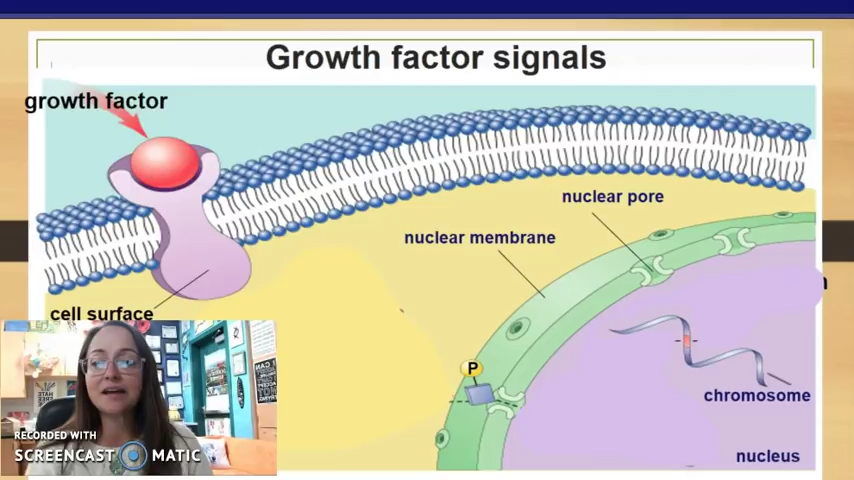 Growth factor signals
growth factor
nuclear pore
nuclear membrane
cell surface
P
chromosome
nucleus
RECORDED WITH
SCREENCAST MATIC